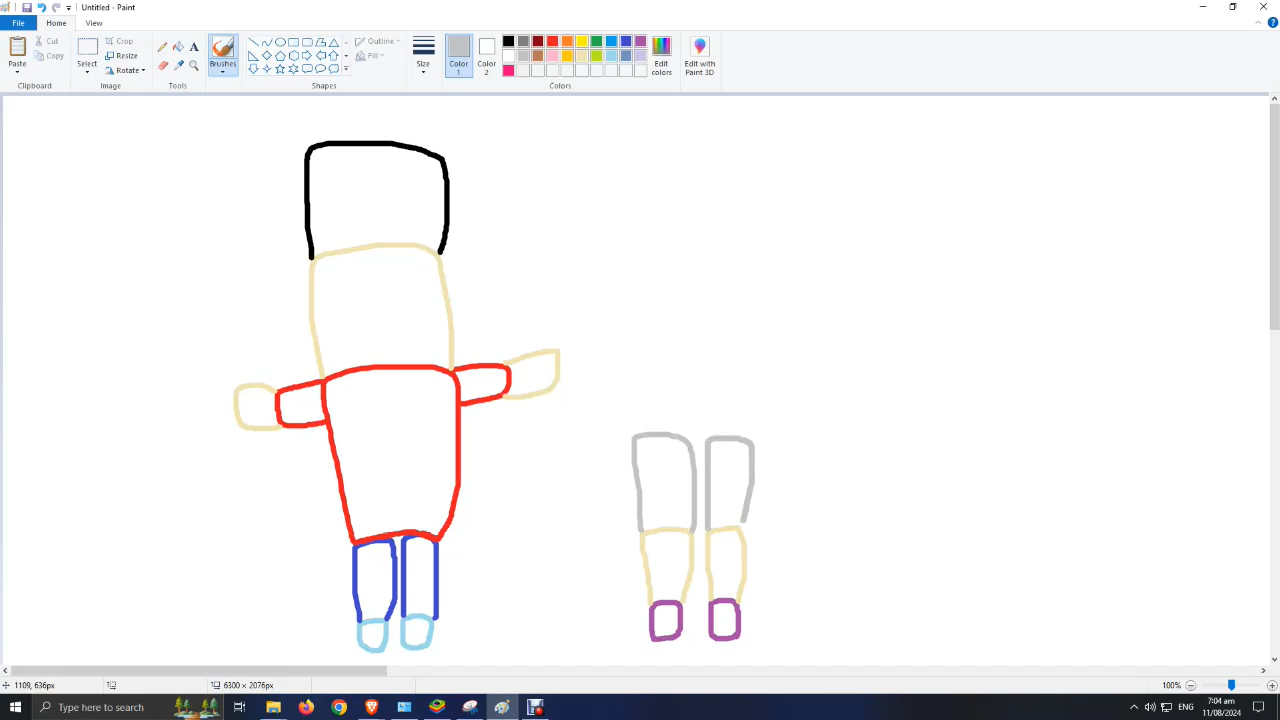 Untitled - Paint
File Home View
Paste
Cut
Copy
Clipboard
Select
Crop
Resize
Rotate
Image
Tools
Brushes
Outline
Fill
Shapes
Size
Color
1
Color
2
Edit
colors
Colors
Edit with
Paint 3D
1109, 636px
6300 × 2076px
100%
Type here to search
ENG
7:04 am
11/08/2024